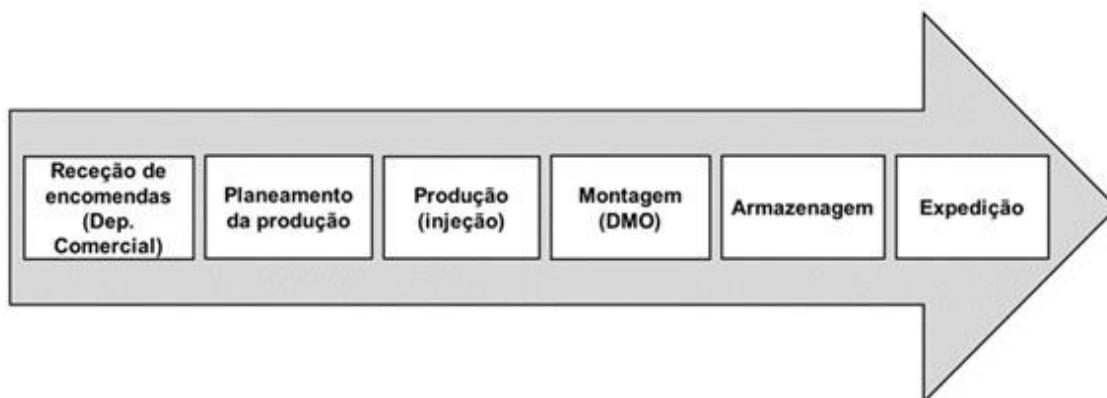 Receção de
encomendas
(Dep.
Comercial)
Planeamento
da produção
Produção
(injeção)
Montagem
(DMO)
Armazenagem
Expedição